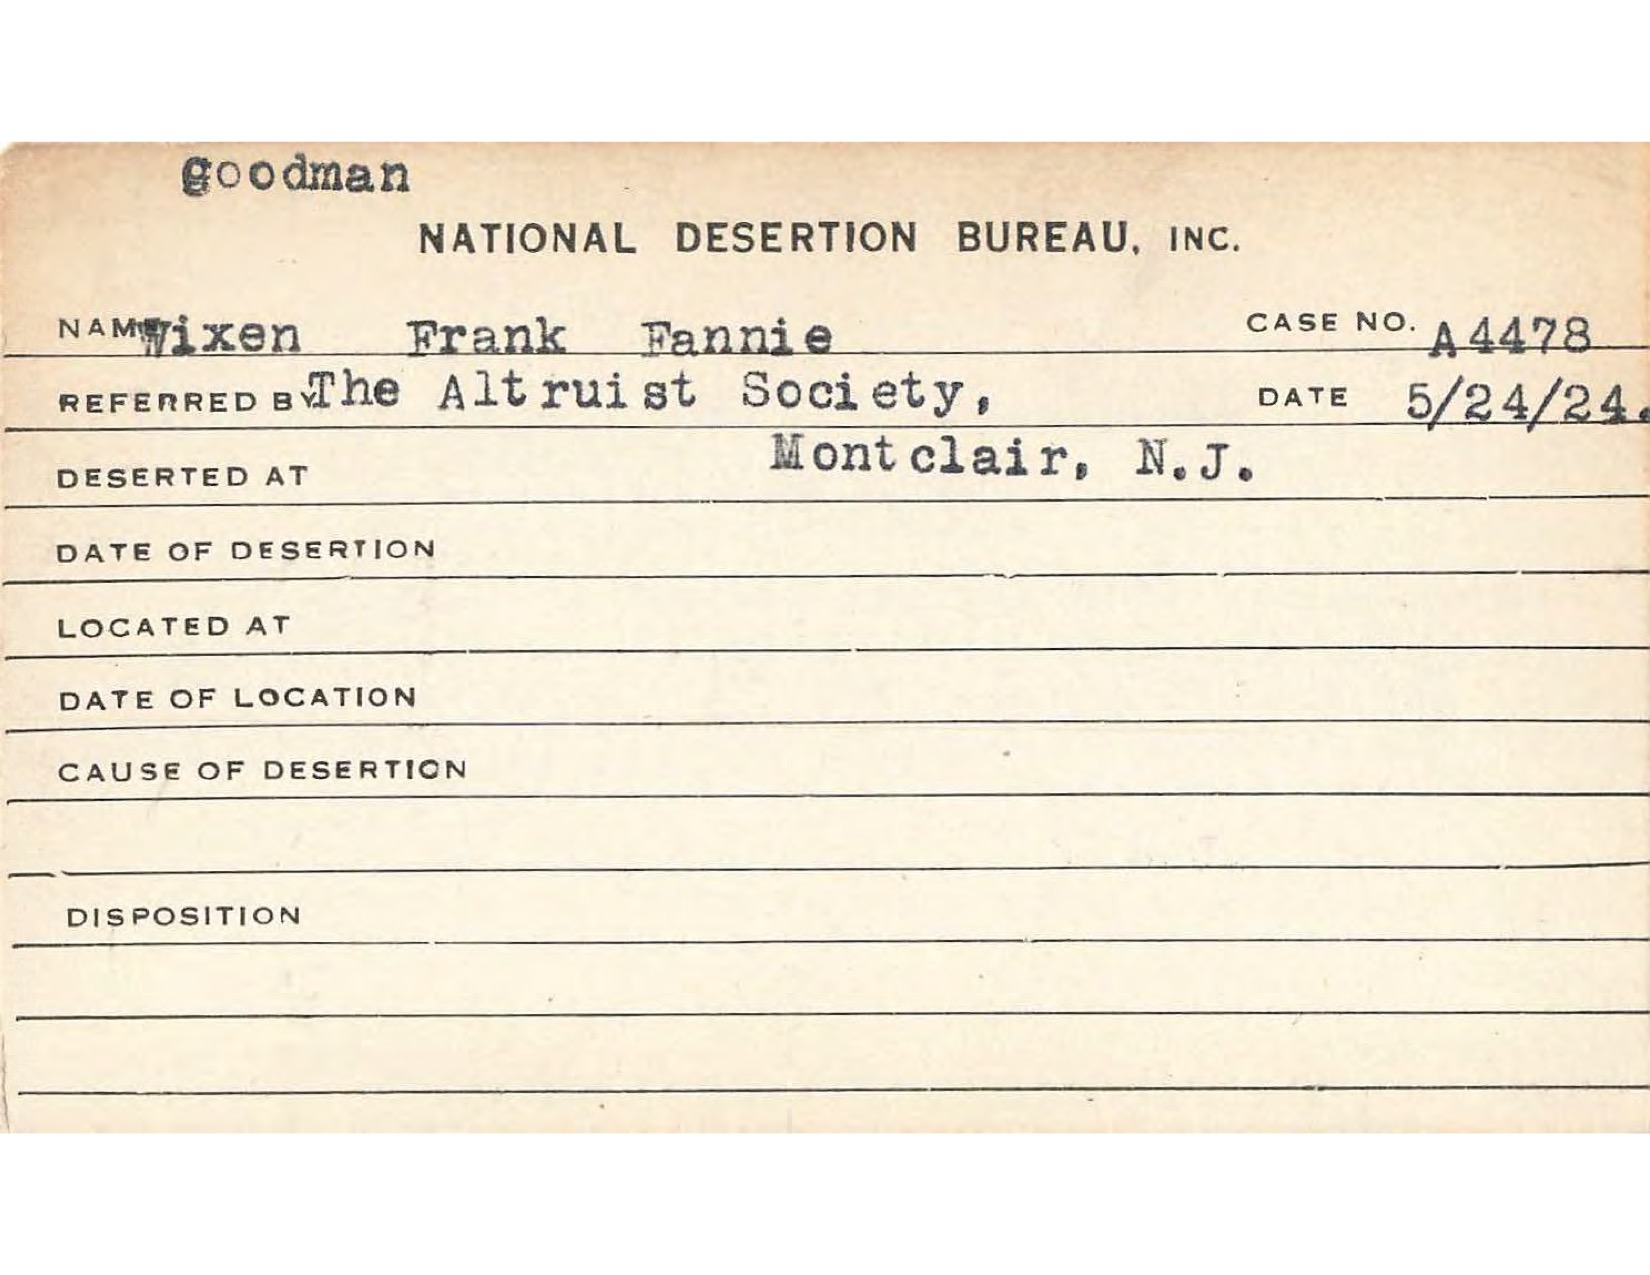 goodman
NATIONAL DESERTION BUREAU, INC.
NAME Wixen Frank Fannie CASE NO. A4478
REFERRED BY The Altruist Society, DATE 5/24/24.
Montclair, N.J.
DESERTED AT
DATE OF DESERTION
LOCATED AT
DATE OF LOCATION
CAUSE OF DESERTION
DISPOSITION